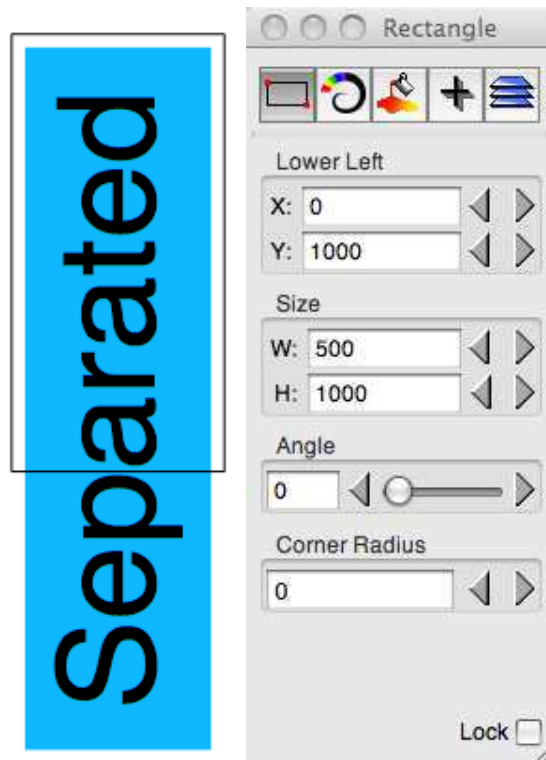 Separated
Rectangle
Lower Left
X: 0
Y: 1000
Size
W: 500
H: 1000
Angle
0
Corner Radius
0
Lock